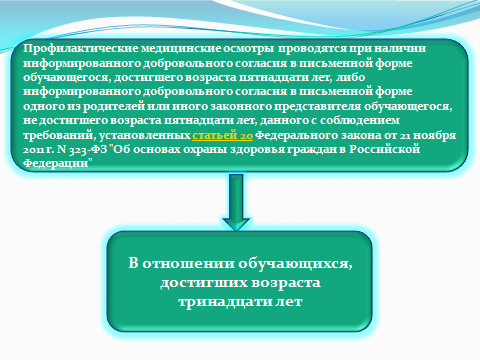 Профилактические медицинские осмотры проводятся при наличии
информированного добровольного согласия в письменной форме
обучающегося, достигшего возраста пятнадцати лет, либо
информированного добровольного согласия в письменной форме
одного из родителей или иного законного представителя обучающегося,
не достигшего возраста пятнадцати лет, данного с соблюдением
требований, установленных статьей 20 Федерального закона от 21 ноября
2011 г. N 323-ФЗ "Об основах охраны здоровья граждан в Российской
Федерации"
В отношении обучающихся,
достигших возраста
тринадцати лет